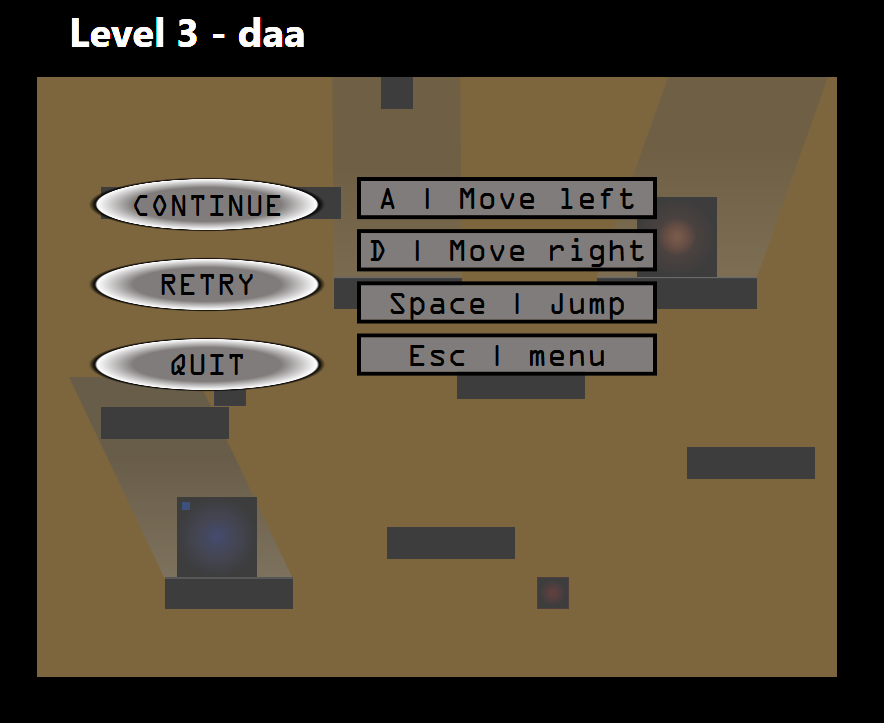 Level 3 - daa
CONTINUE
RETRY
QUIT
A | Move left
D | Move right
Space | Jump
Esc | menu